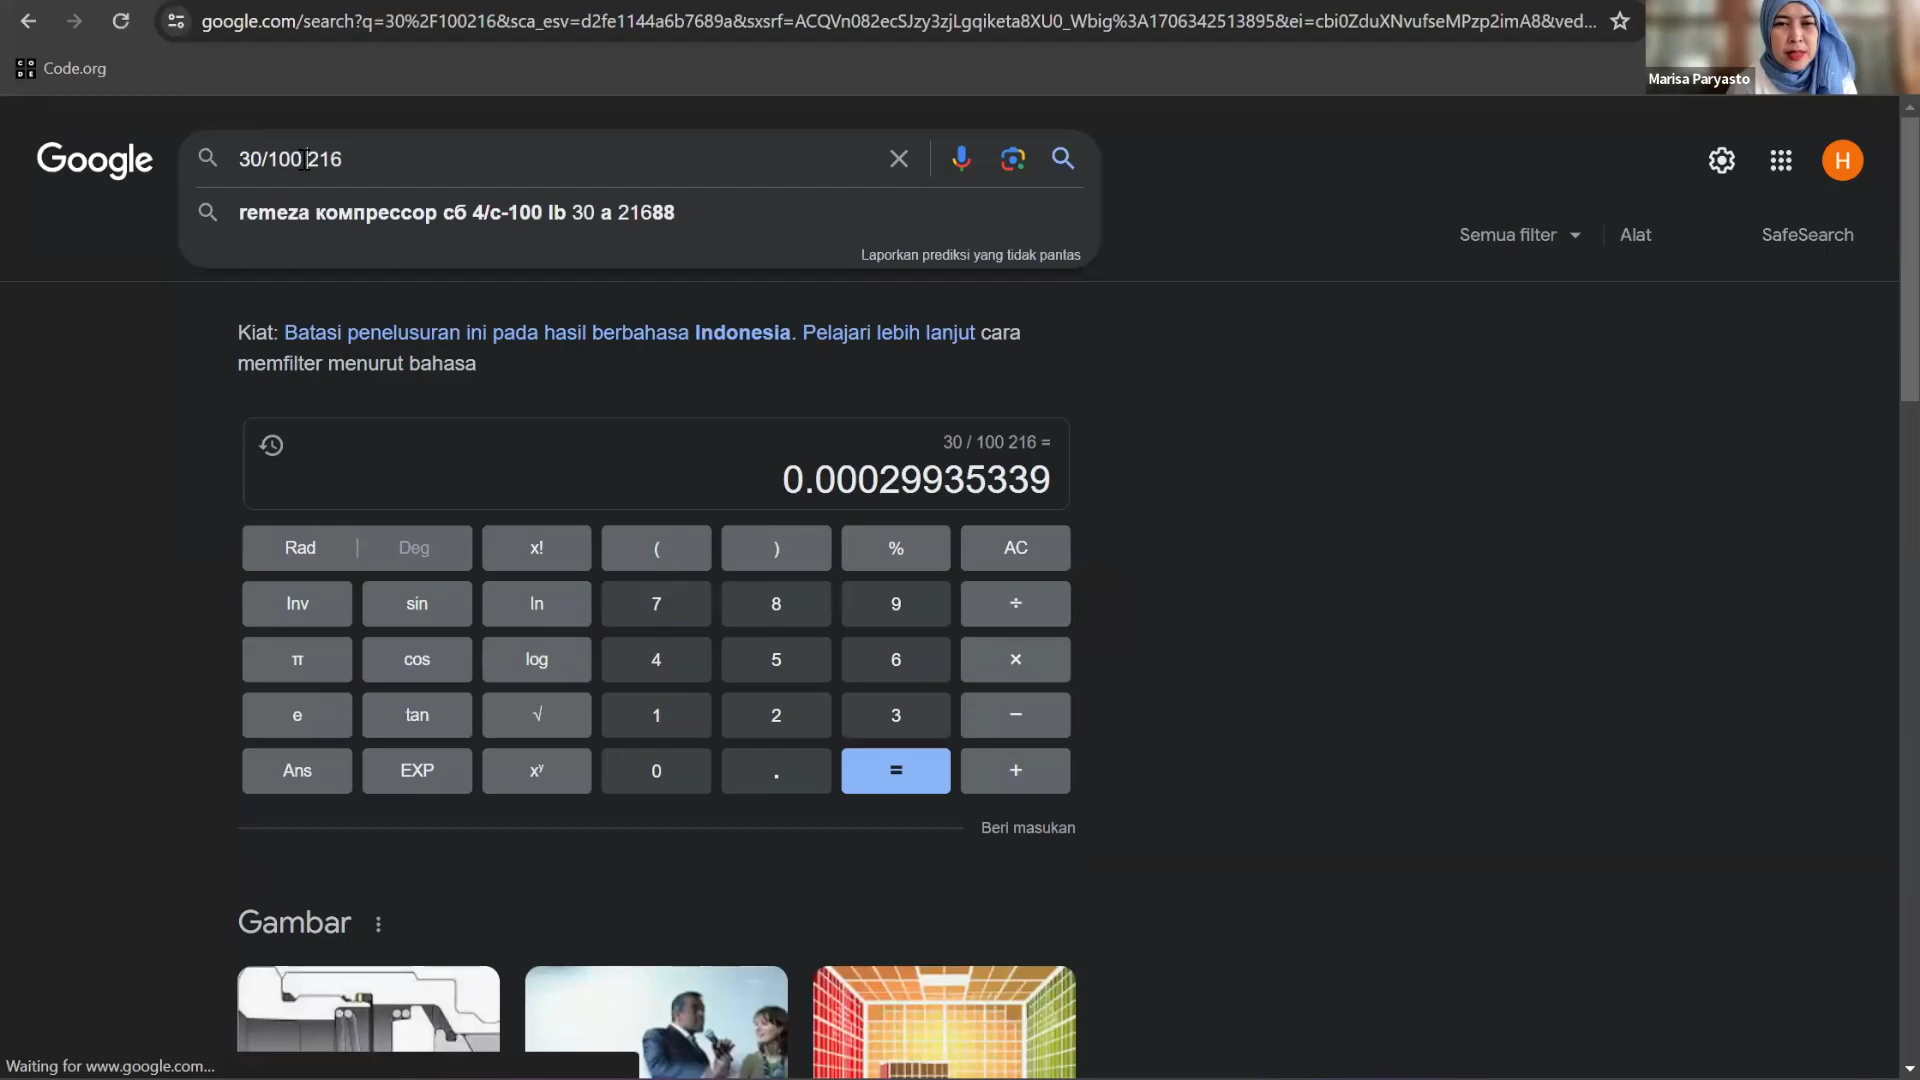 google.com/search?q=30%2F100216&sca_esv=d2fe1144a6b7689a&sxsrf=ACQVn082ecSJzy3zjLgqiketa8XU0_Wbig%3A1706342513895&ei=cbi0ZduXNvufseMPzp2imA8&ved...
Code.org
Marisa Paryasto
Google
30/100 216
H
remeza компрессор сб 4/с-100 lb 30 а 21688
Laporkan prediksi yang tidak pantas
Semua filter
Alat
SafeSearch
Kiat: Batasi penelusuran ini pada hasil berbahasa Indonesia. Pelajari lebih lanjut cara
memfilter menurut bahasa
30 / 100 216 =
0.00029935339
Rad | Deg x! ( ) % AC
Inv sin ln 7 8 9 ÷
π cos log 4 5 6 ×
e tan √ 1 2 3 −
Ans EXP xʸ 0 . = +
Beri masukan
Gambar
Waiting for www.google.com...